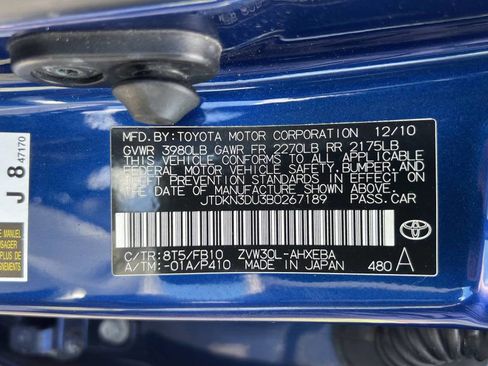 MFD. BY: TOYOTA MOTOR CORPORATION 12/10
GVWR 3980LB GAWR FR 2270LB RR 2175LB
THIS VEHICLE CONFORMS TO ALL APPLICABLE
FEDERAL MOTOR VEHICLE SAFETY, BUMPER, AND
THEFT PREVENTION STANDARDS IN EFFECT ON
THE DATE OF MANUFACTURE SHOWN ABOVE.
JTDKN3DU3B0267189 PASS.CAR
C/TR:8T5/FB10 ZVW30L-AHXEBA
A/TM:-01A/P410 MADE IN JAPAN 480 A
J 8 47170